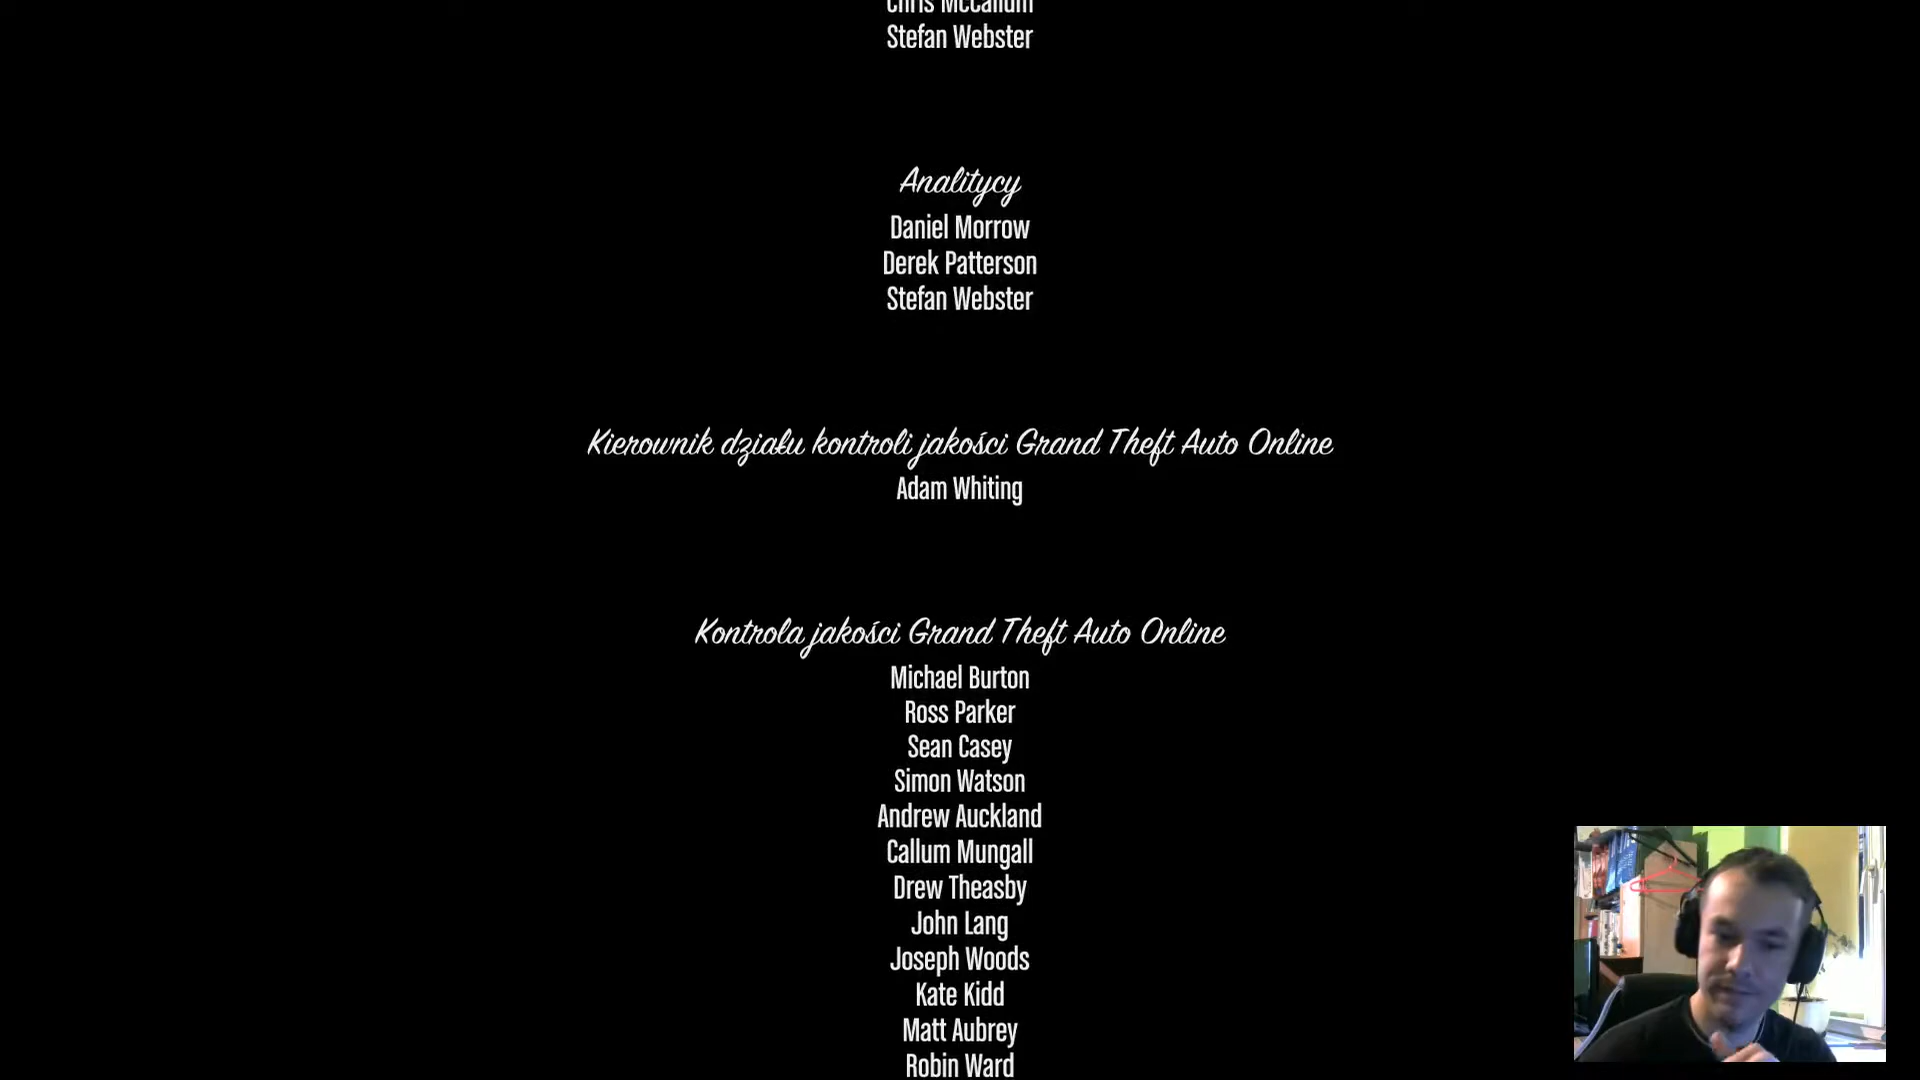 Chris McCallum
Stefan Webster
Analitycy
Daniel Morrow
Derek Patterson
Stefan Webster
Kierownik działu kontroli jakości Grand Theft Auto Online
Adam Whiting
Kontrola jakości Grand Theft Auto Online
Michael Burton
Ross Parker
Sean Casey
Simon Watson
Andrew Auckland
Callum Mungall
Drew Theasby
John Lang
Joseph Woods
Kate Kidd
Matt Aubrey
Robin Ward